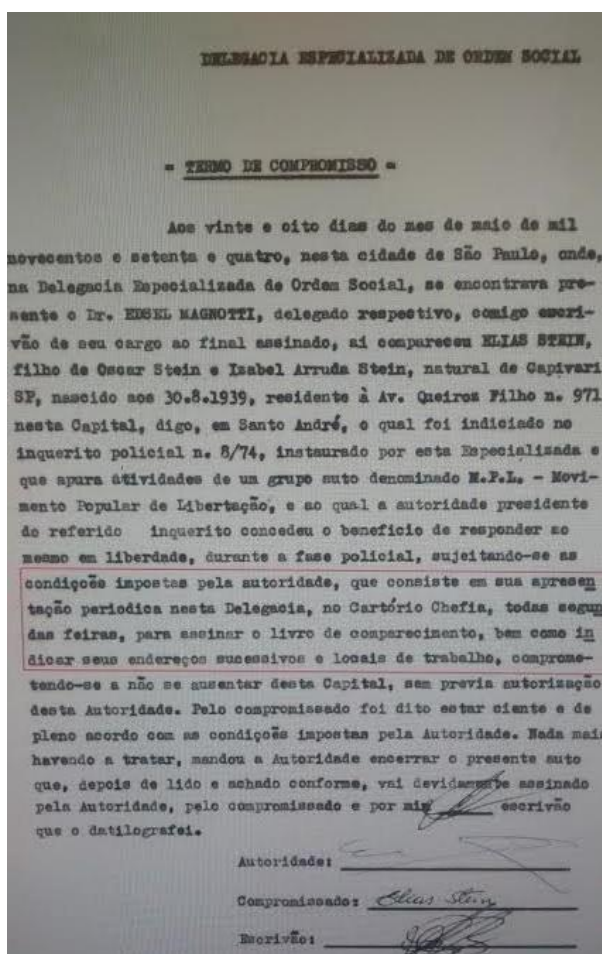 DELEGACIA ESPECIALIZADA DE ORDEM SOCIAL
= TERMO DE COMPROMISSO =
Aos vinte e oito dias do mes de maio de mil
novecentos e setenta e quatro, nesta cidade de São Paulo, onde,
na Delegacia Especializada de Ordem Social, se encontrava pre-
sente o Dr. EDSEL MAGNOTTI, delegado respectivo, comigo escri-
vão de seu cargo ao final assinado, aí compareceu ELIAS STEIN,
filho de Oscar Stein e Izabel Arruda Stein, natural de Capivari
SP, nascido aos 30.8.1939, residente à Av. Queiroz Filho n. 971
nesta Capital, digo, em Santo André, o qual foi indiciado no
inquerito policial n. 8/74, instaurado por esta Especializada e
que apura atividades de um grupo auto denominado M.P.L. - Movi-
mento Popular de Libertação, e ao qual a autoridade presidente
do referido inquerito concedeu o beneficio de responder ao
mesmo em liberdade, durante a fase policial, sujeitando-se as
condições impostas pela autoridade, que consiste em sua apresen
tação periodica nesta Delegacia, no Cartório Chefia, todas segun
das feiras, para assinar o livro de comparecimento, bem como in
dicar seus endereços sucessivos e locais de trabalho, comprome-
tendo-se a não se ausentar desta Capital, sem previa autorização
desta Autoridade. Pelo compromissado foi dito estar ciente e de
pleno acordo com as condições impostas pela Autoridade. Nada mais
havendo a tratar, mandou a Autoridade encerrar o presente auto
que, depois de lido e achado conforme, vai devidamente assinado
pela Autoridade, pelo compromissado e por mim escrivão
que o datilografei.
Autoridade:
Compromissado: Elias Stein
Escrivão: